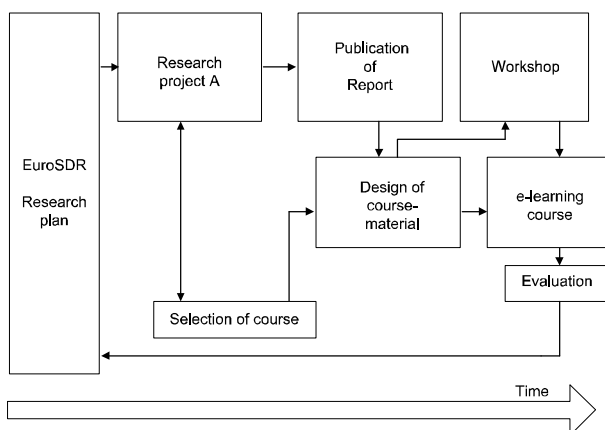 EuroSDR
Research
plan
Research
project A
Publication
of
Report
Workshop
Design of
course-
material
e-learning
course
Selection of course
Evaluation
Time